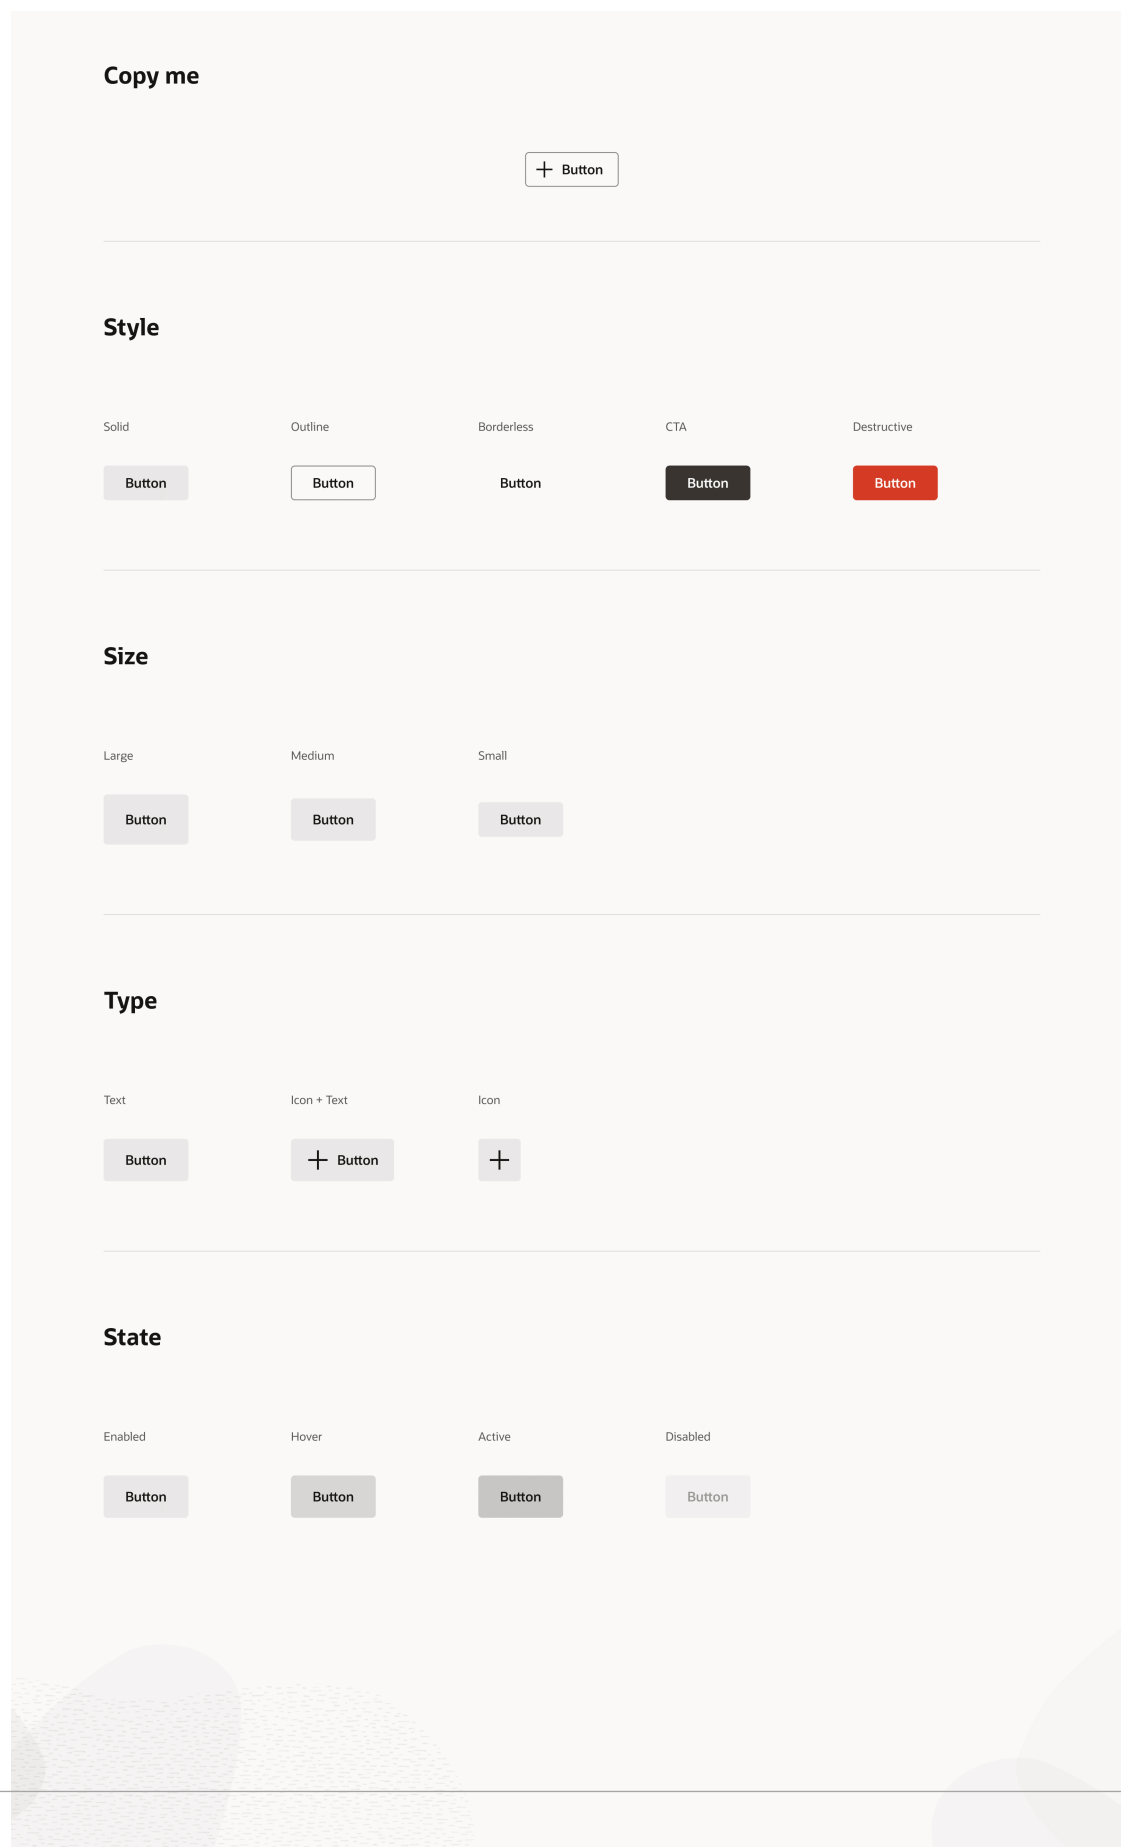 Copy me
Button
Style
Solid Outline Borderless CTA Destructive
Button Button Button Button Button
Size
Large Medium Small
Button Button Button
Type
Text Icon + Text Icon
Button Button
State
Enabled Hover Active Disabled
Button Button Button Button